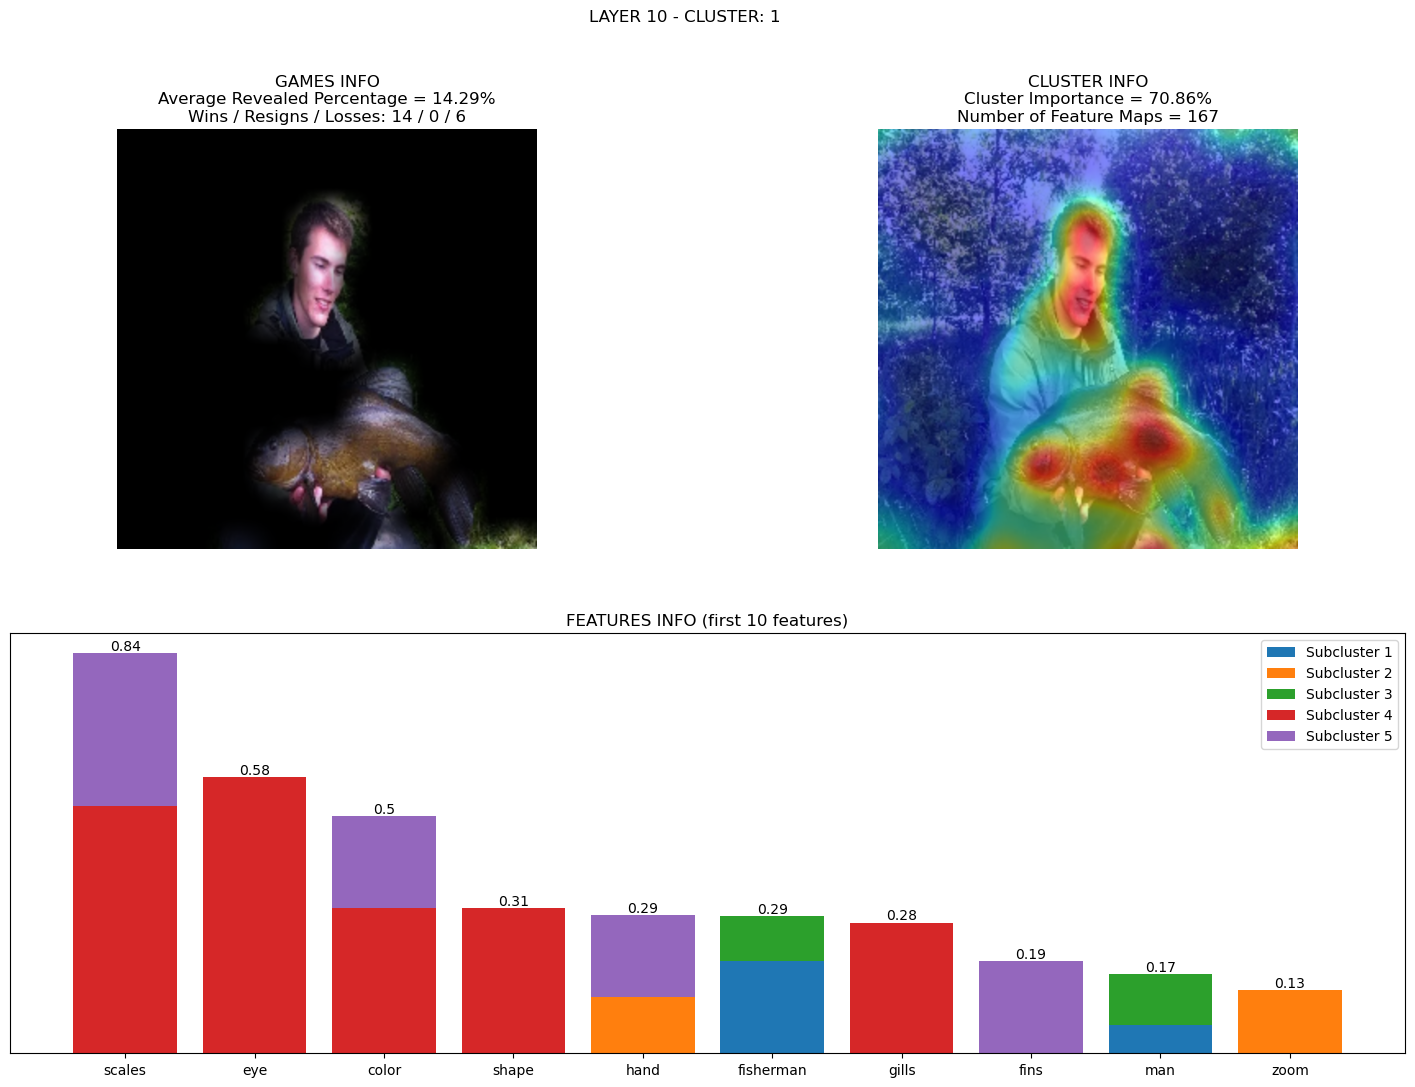 LAYER 10 - CLUSTER: 1
GAMES INFO
Average Revealed Percentage = 14.29%
Wins / Resigns / Losses: 14 / 0 / 6
CLUSTER INFO
Cluster Importance = 70.86%
Number of Feature Maps = 167
FEATURES INFO (first 10 features)
0.84
0.58
0.5
0.31
0.29
0.29
0.28
0.19
0.17
0.13
Subcluster 1
Subcluster 2
Subcluster 3
Subcluster 4
Subcluster 5
scales eye color shape hand fisherman gills fins man zoom